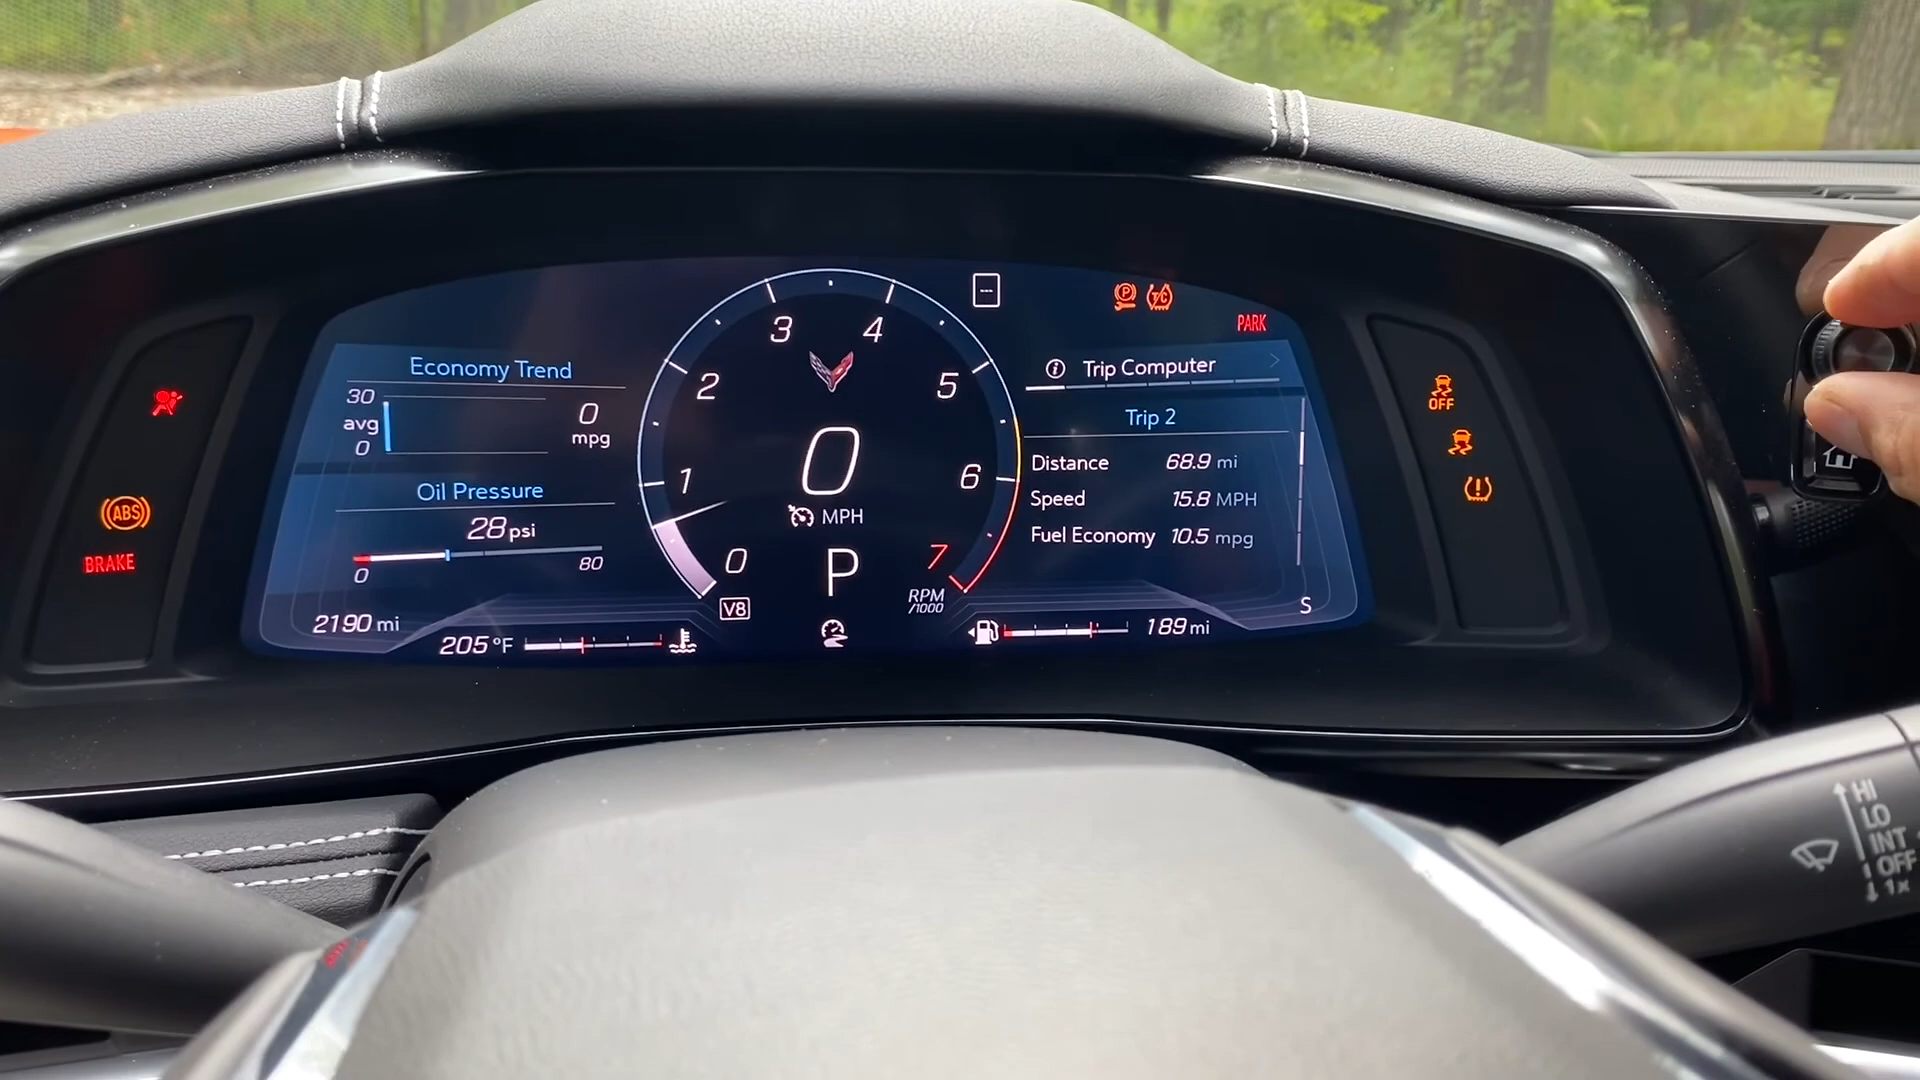 Economy Trend
30
avg
0
0
mpg
Oil Pressure
28 psi
0
80
2190 mi
205 °F
ABS
BRAKE
0
1
2
3
4
5
6
7
RPM
/1000
0
MPH
P
V8
---
P
T/C
PARK
i Trip Computer
Trip 2
Distance 68.9 mi
Speed 15.8 MPH
Fuel Economy 10.5 mpg
S
189 mi
OFF
HI
LO
INT
OFF
1x